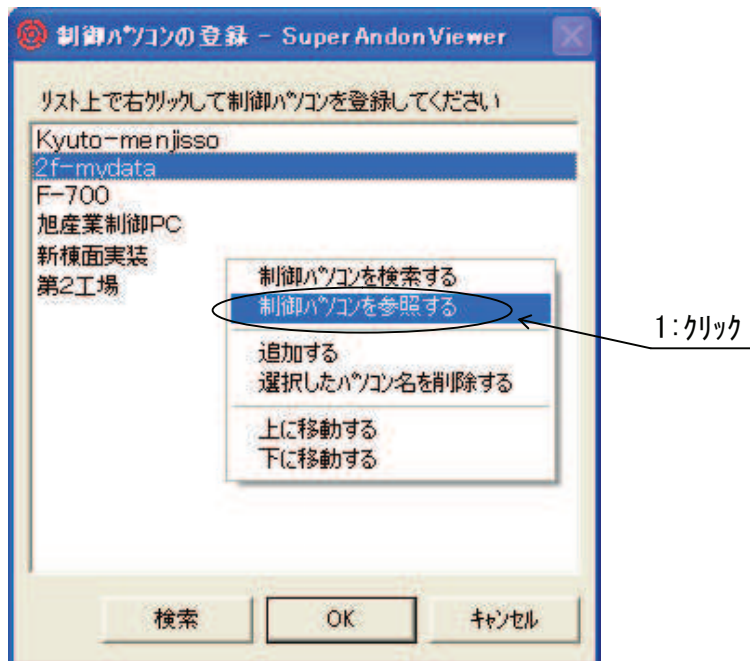 制御ﾊﾟｿｺﾝの登録 - Super Andon Viewer
ﾘｽﾄ上で右ｸﾘｯｸして制御ﾊﾟｿｺﾝを登録してください
Kyuto-menjisso
2f-mydata
F-700
旭産業制御PC
新棟面実装
第2工場
制御ﾊﾟｿｺﾝを検索する
制御ﾊﾟｿｺﾝを参照する
1:ｸﾘｯｸ
追加する
選択したﾊﾟｿｺﾝ名を削除する
上に移動する
下に移動する
検索
OK
ｷｬﾝｾﾙ